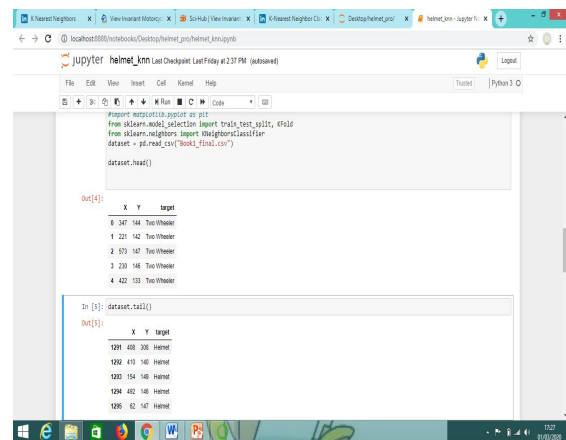 K Nearest Neighbors
View Invariant Motorcyc
Sci-Hub | View Invariant
K-Nearest Neighbor Cla
Desktop/helmet_pro/
helmet_knn - Jupyter No
localhost:8888/notebooks/Desktop/helmet_pro/helmet_knn.ipynb
jupyter helmet_knn Last Checkpoint: Last Friday at 2:37 PM (autosaved)
Logout
File Edit View Insert Cell Kernel Help
Trusted Python 3
Run Code
#import matplotlib.pyplot as plt
from sklearn.model_selection import train_test_split, KFold
from sklearn.neighbors import KNeighborsClassifier
dataset = pd.read_csv("Book1_final.csv")
dataset.head()
Out[4]:
X Y target
0 347 144 Two Wheeler
1 221 142 Two Wheeler
2 573 147 Two Wheeler
3 230 146 Two Wheeler
4 422 133 Two Wheeler
In [5]: dataset.tail()
Out[5]:
X Y target
1291 408 308 Helmet
1292 410 140 Helmet
1293 154 149 Helmet
1294 492 146 Helmet
1295 62 147 Helmet
17:27
01/03/2020